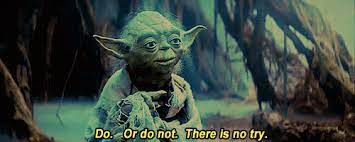 Do. Or do not. There is no try.